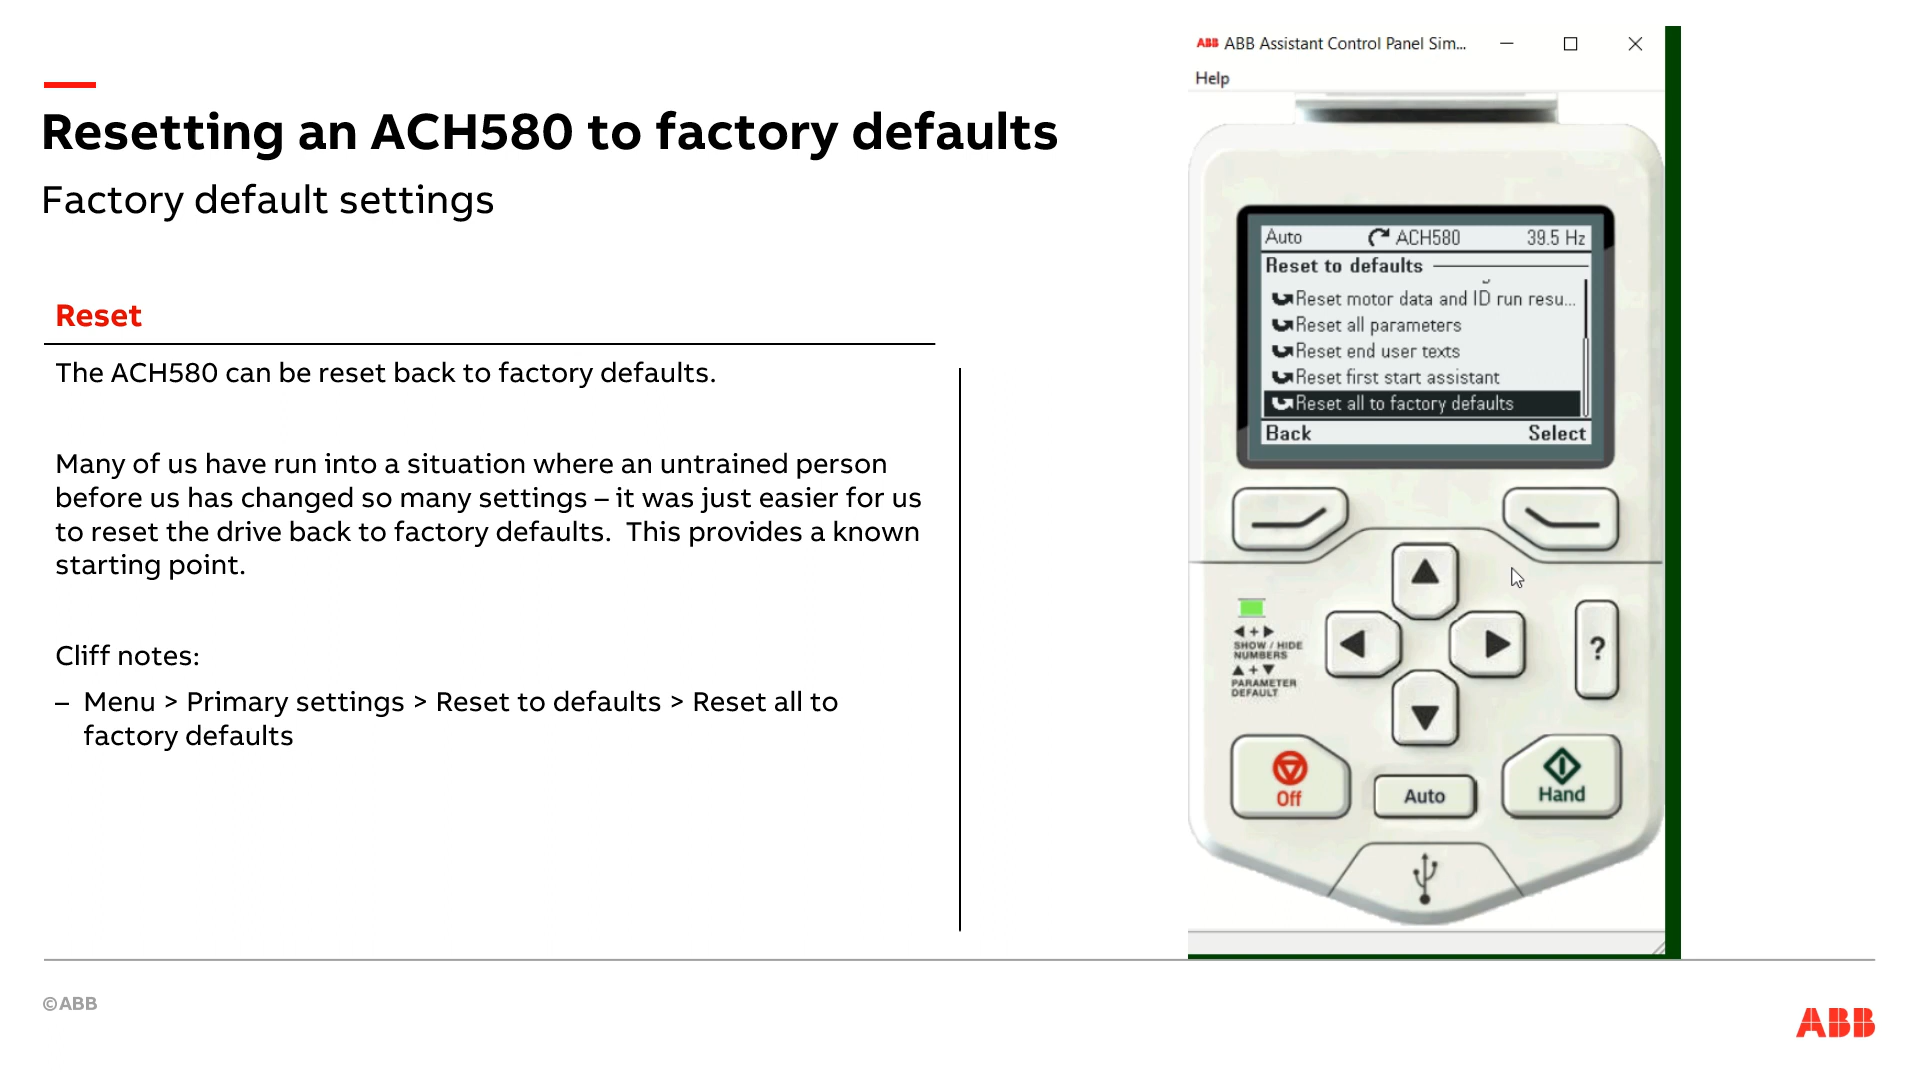 Resetting an ACH580 to factory defaults
Factory default settings
Reset
The ACH580 can be reset back to factory defaults.
Many of us have run into a situation where an untrained person
before us has changed so many settings – it was just easier for us
to reset the drive back to factory defaults.  This provides a known
starting point.
Cliff notes:
– Menu > Primary settings > Reset to defaults > Reset all to
factory defaults
ABB ABB Assistant Control Panel Sim...
Help
Auto ACH580 39.5 Hz
Reset to defaults
Reset motor data and ID run resu...
Reset all parameters
Reset end user texts
Reset first start assistant
Reset all to factory defaults
Back Select
◀ + ▶
SHOW / HIDE
NUMBERS
▲ + ▼
PARAMETER
DEFAULT
?
Off Auto Hand
©ABB
ABB